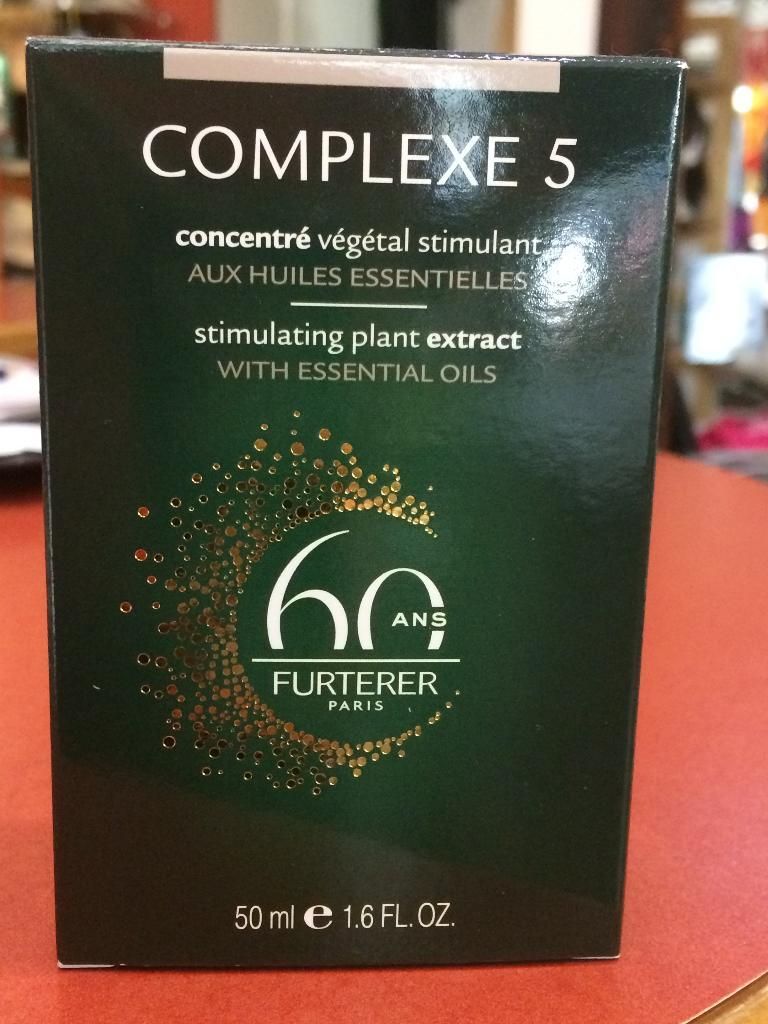 COMPLEXE 5
concentré végétal stimulant
AUX HUILES ESSENTIELLES
stimulating plant extract
WITH ESSENTIAL OILS
60 ANS
FURTERER
PARIS
50 ml e 1.6 FL. OZ.